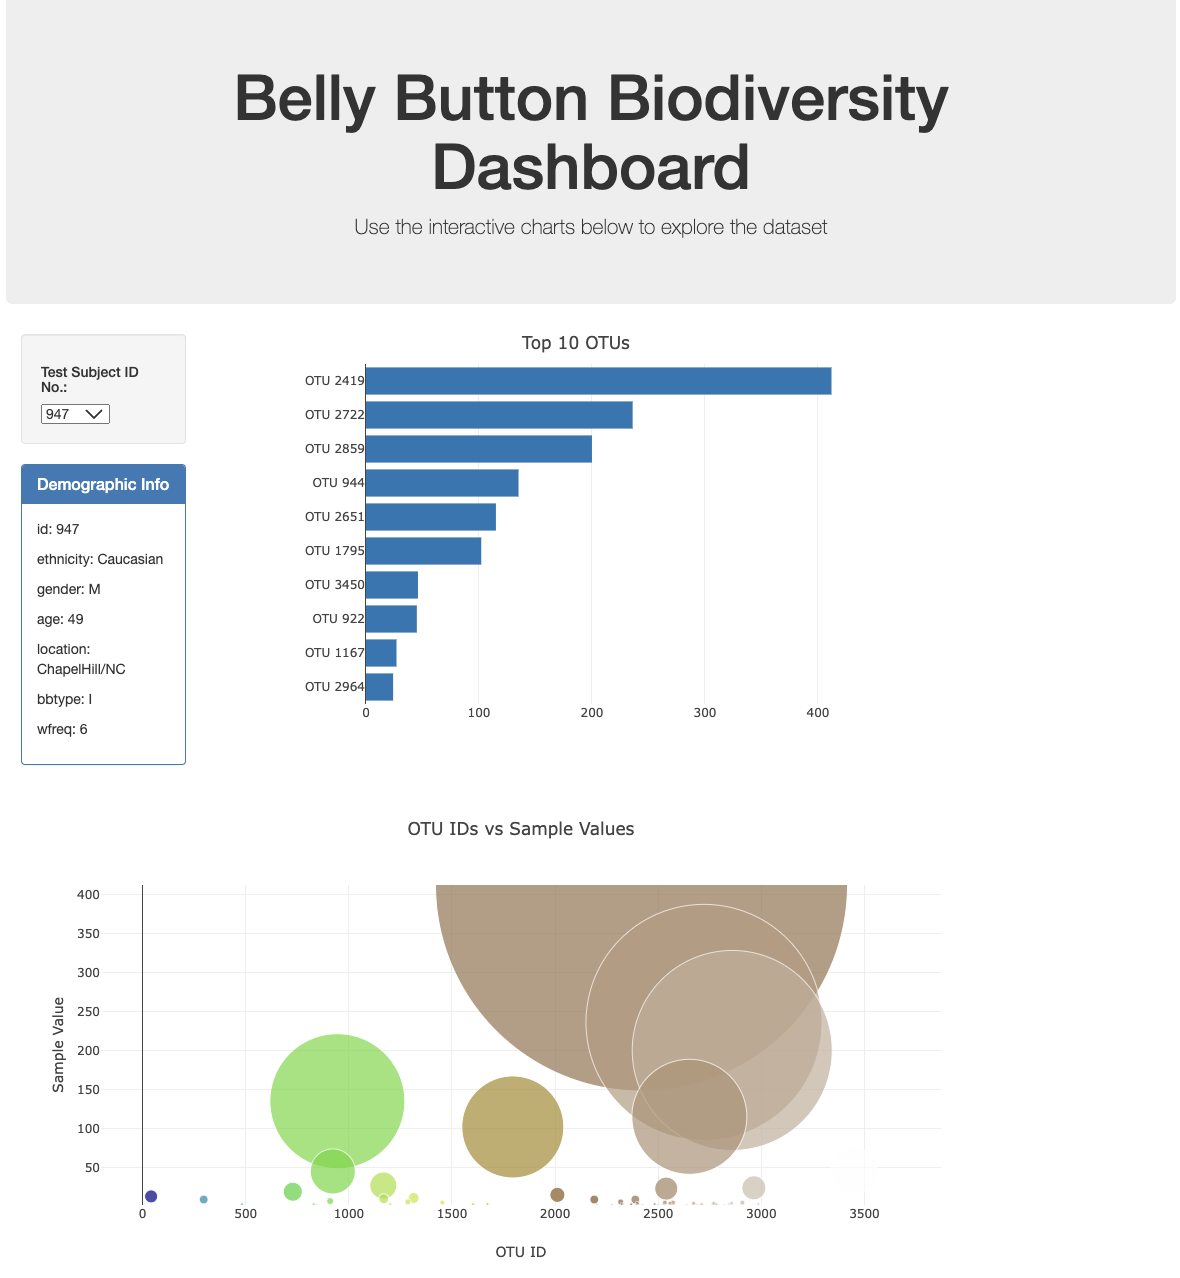 Belly Button Biodiversity
Dashboard
Use the interactive charts below to explore the dataset
Test Subject ID
No.:
947
Demographic Info
id: 947
ethnicity: Caucasian
gender: M
age: 49
location:
ChapelHill/NC
bbtype: I
wfreq: 6
Top 10 OTUs
OTU 2419
OTU 2722
OTU 2859
OTU 944
OTU 2651
OTU 1795
OTU 3450
OTU 922
OTU 1167
OTU 2964
0 100 200 300 400
OTU IDs vs Sample Values
400
350
300
250
200
150
100
50
Sample Value
0 500 1000 1500 2000 2500 3000 3500
OTU ID